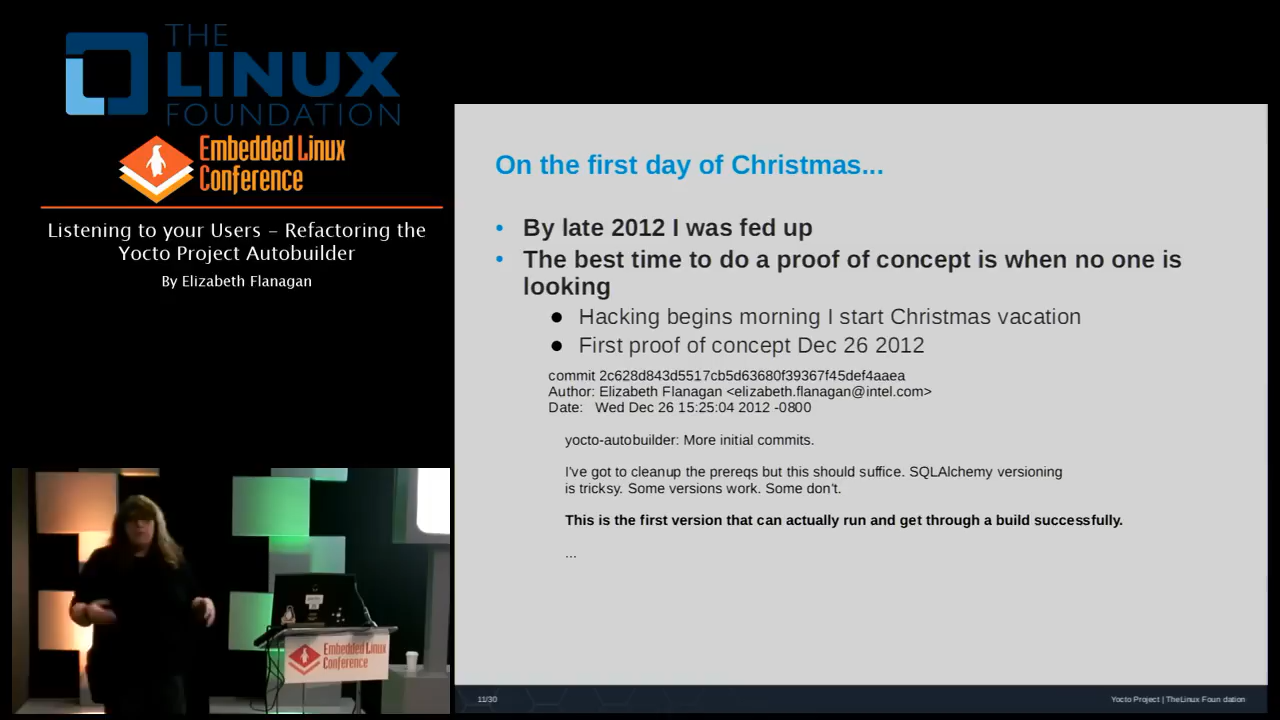 THE
LINUX
FOUNDATION
Embedded Linux
Conference
Listening to your Users – Refactoring the
Yocto Project Autobuilder
By Elizabeth Flanagan
On the first day of Christmas...
• By late 2012 I was fed up
• The best time to do a proof of concept is when no one is
looking
● Hacking begins morning I start Christmas vacation
● First proof of concept Dec 26 2012
commit 2c628d843d5517cb5d63680f39367f45def4aaea
Author: Elizabeth Flanagan <elizabeth.flanagan@intel.com>
Date: Wed Dec 26 15:25:04 2012 -0800
yocto-autobuilder: More initial commits.
I've got to cleanup the prereqs but this should suffice. SQLAlchemy versioning
is tricksy. Some versions work. Some don't.
This is the first version that can actually run and get through a build successfully.
...
Embedded Linux
Conference
11/30
Yocto Project | TheLinux Foun dation